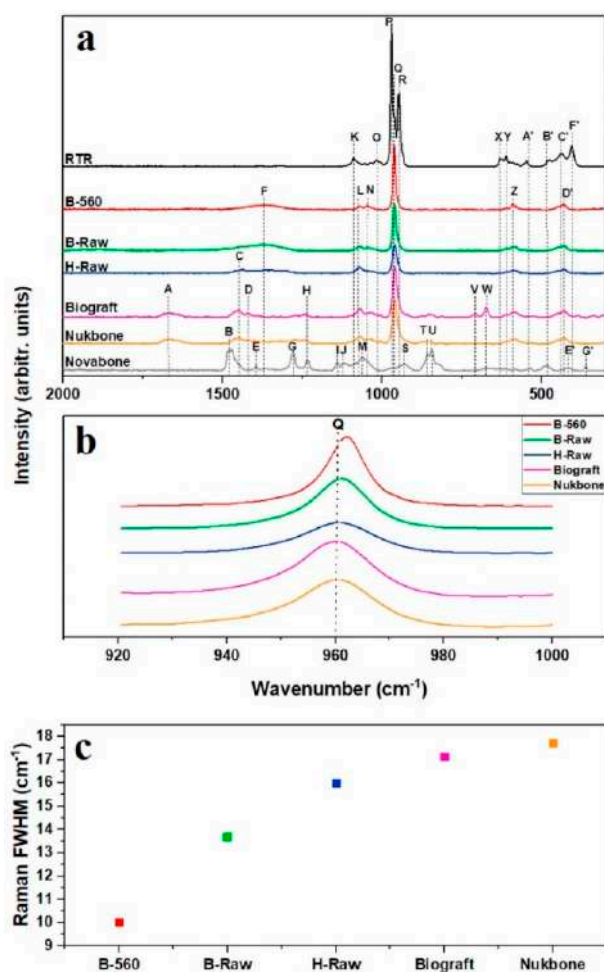 a
P
Q
R
K
O
X Y
A'
B'
C'
F'
RTR
B-560
F
L N
Z
D'
B-Raw
H-Raw
C
Biograft
A
D
H
V W
Nukbone
B
E
G
I J
M
S
T U
E'
G'
Novabone
2000
1500
1000
500
Intensity (arbitr. units)
b
Q
B-560
B-Raw
H-Raw
Biograft
Nukbone
920
940
960
980
1000
Wavenumber (cm-1)
c
Raman FWHM (cm-1)
18
17
16
15
14
13
12
11
10
9
B-560
B-Raw
H-Raw
Biograft
Nukbone